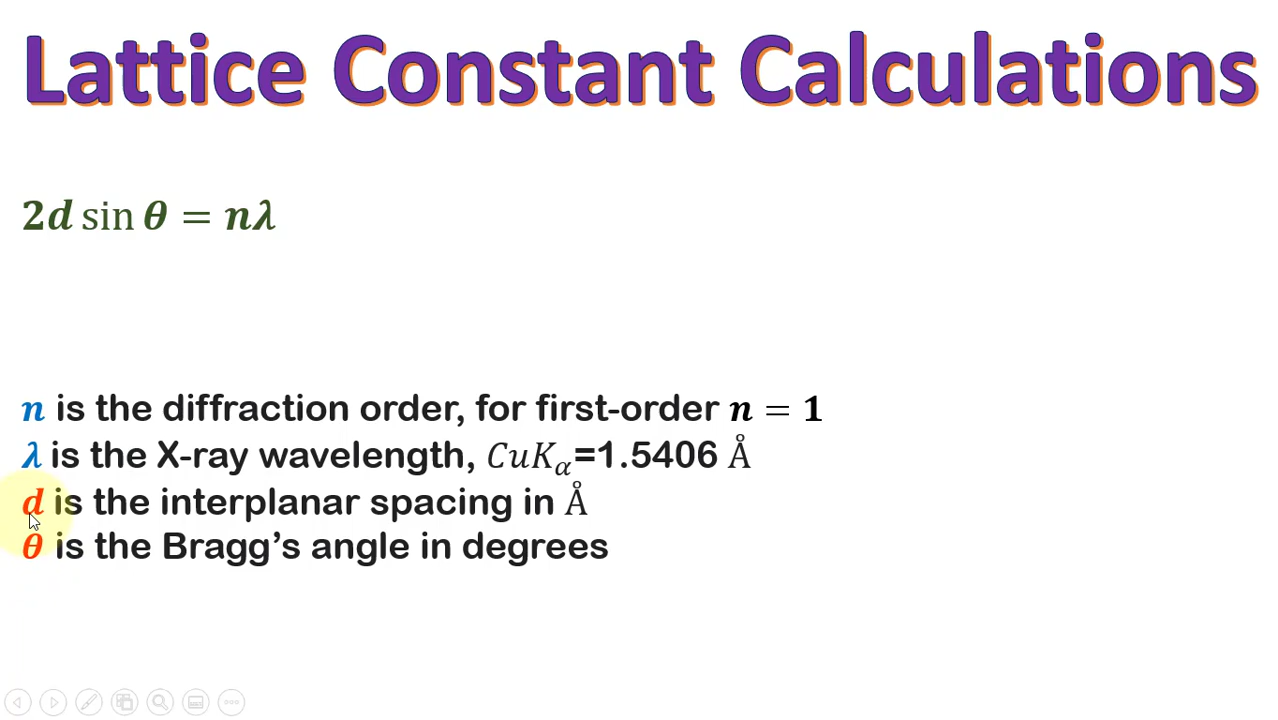 Lattice Constant Calculations
2d sin θ = nλ
n is the diffraction order, for first-order n = 1
λ is the X-ray wavelength, CuKα=1.5406 Å
d is the interplanar spacing in Å
θ is the Bragg’s angle in degrees